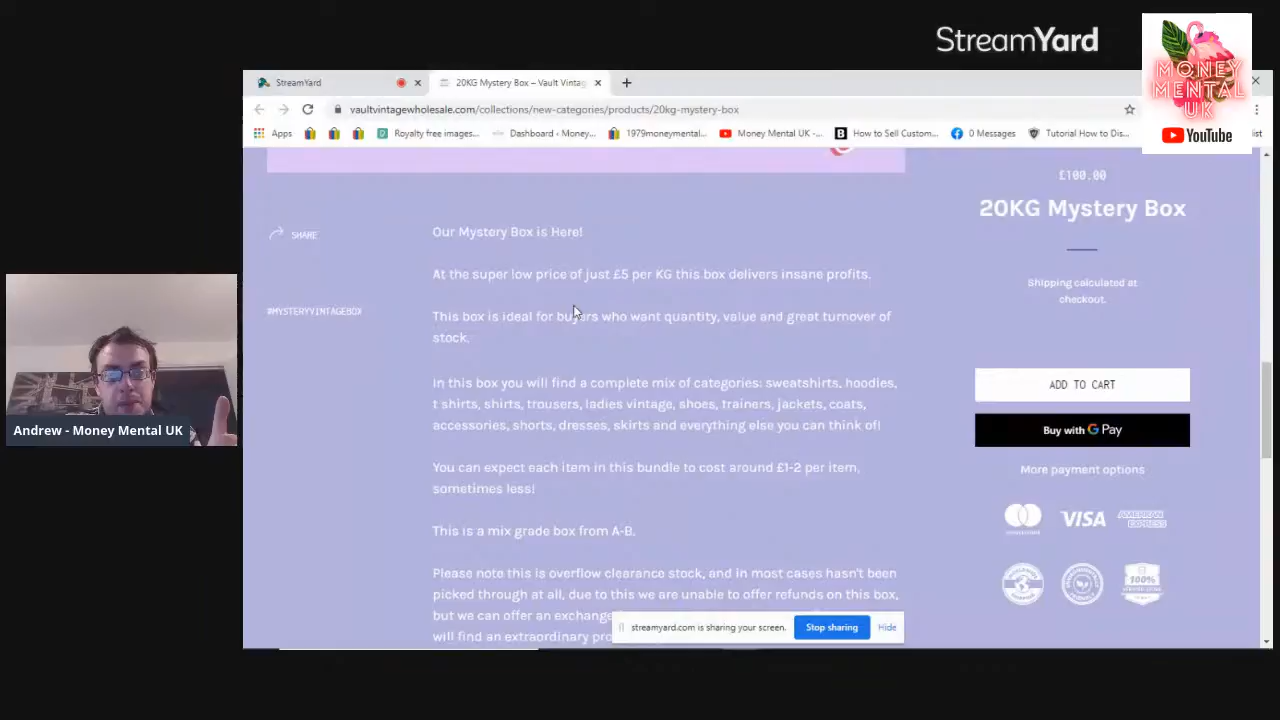 StreamYard
MONEY
MENTAL
UK
YouTube
StreamYard
20KG Mystery Box – Vault Vintag
vaultvintagewholesale.com/collections/new-categories/products/20kg-mystery-box
Apps
Royalty free images...
Dashboard ‹ Money...
1979moneymental...
Money Mental UK -...
How to Sell Custom...
0 Messages
Tutorial How to Dis...
list
£100.00
20KG Mystery Box
Shipping calculated at
checkout.
ADD TO CART
Buy with G Pay
More payment options
VISA
AMERICAN
EXPRESS
100%
SHARE
#MYSTERYVINTAGEBOX
Our Mystery Box is Here!
At the super low price of just £5 per KG this box delivers insane profits.
This box is ideal for buyers who want quantity, value and great turnover of
stock.
In this box you will find a complete mix of categories: sweatshirts, hoodies,
t shirts, shirts, trousers, ladies vintage, shoes, trainers, jackets, coats,
accessories, shorts, dresses, skirts and everything else you can think of!
You can expect each item in this bundle to cost around £1-2 per item,
sometimes less!
This is a mix grade box from A-B.
Please note this is overflow clearance stock, and in most cases hasn't been
picked through at all, due to this we are unable to offer refunds on this box,
but we can offer an exchange
will find an extraordinary pro
streamyard.com is sharing your screen.
Stop sharing
Hide
Andrew - Money Mental UK